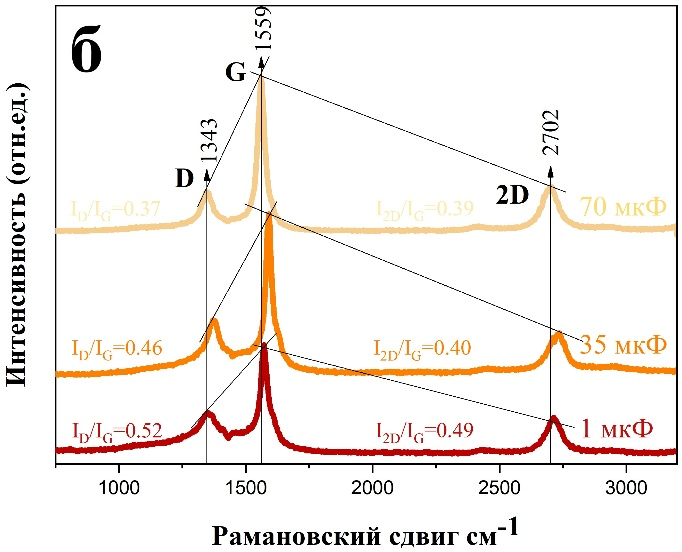 б
1559
G
1343
2702
D
2D
I_D/I_G=0.37
I_2D/I_G=0.39
70 мкФ
I_D/I_G=0.46
I_2D/I_G=0.40
35 мкФ
I_D/I_G=0.52
I_2D/I_G=0.49
1 мкФ
Интенсивность (отн.ед.)
1000 1500 2000 2500 3000
Рамановский сдвиг см-1